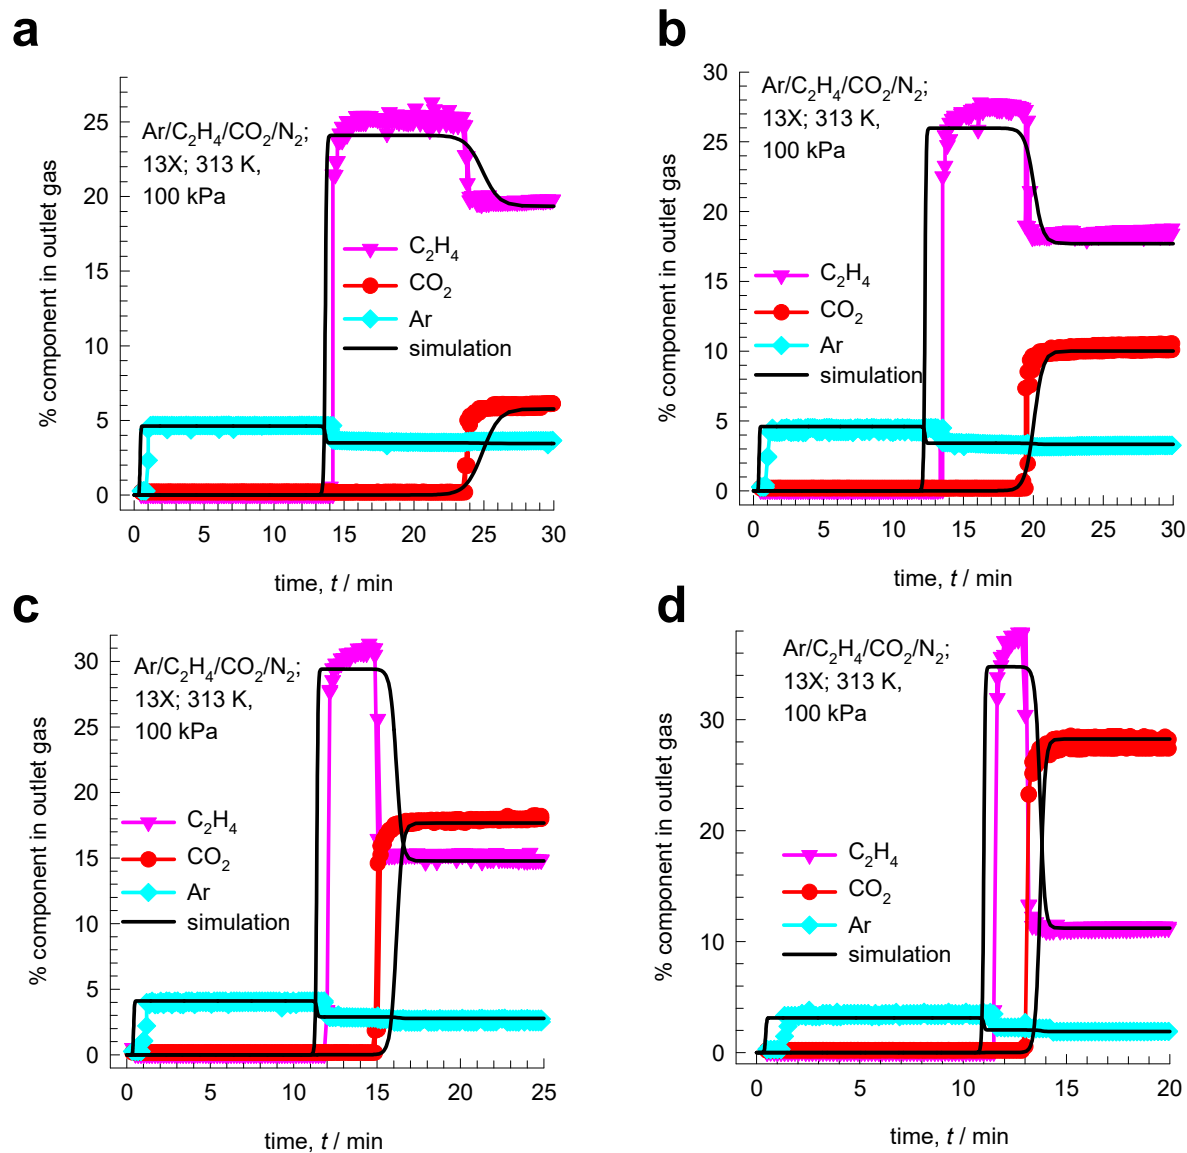 a
% component in outlet gas
25
20
15
10
5
0
Ar/C₂H₄/CO₂/N₂;
13X; 313 K,
100 kPa
C₂H₄
CO₂
Ar
simulation
0 5 10 15 20 25 30
time, t / min
b
% component in outlet gas
30
25
20
15
10
5
0
Ar/C₂H₄/CO₂/N₂;
13X; 313 K,
100 kPa
C₂H₄
CO₂
Ar
simulation
0 5 10 15 20 25 30
time, t / min
c
% component in outlet gas
30
25
20
15
10
5
0
Ar/C₂H₄/CO₂/N₂;
13X; 313 K,
100 kPa
C₂H₄
CO₂
Ar
simulation
0 5 10 15 20 25
time, t / min
d
% component in outlet gas
30
20
10
0
Ar/C₂H₄/CO₂/N₂;
13X; 313 K,
100 kPa
C₂H₄
CO₂
Ar
simulation
0 5 10 15 20
time, t / min